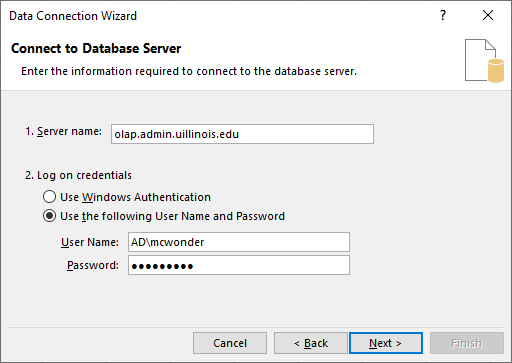 Data Connection Wizard
Connect to Database Server
Enter the information required to connect to the database server.
1. Server name: olap.admin.uillinois.edu
2. Log on credentials
Use Windows Authentication
Use the following User Name and Password
User Name: AD\mcwonder
Password: ●●●●●●●●●
Cancel < Back Next > Finish